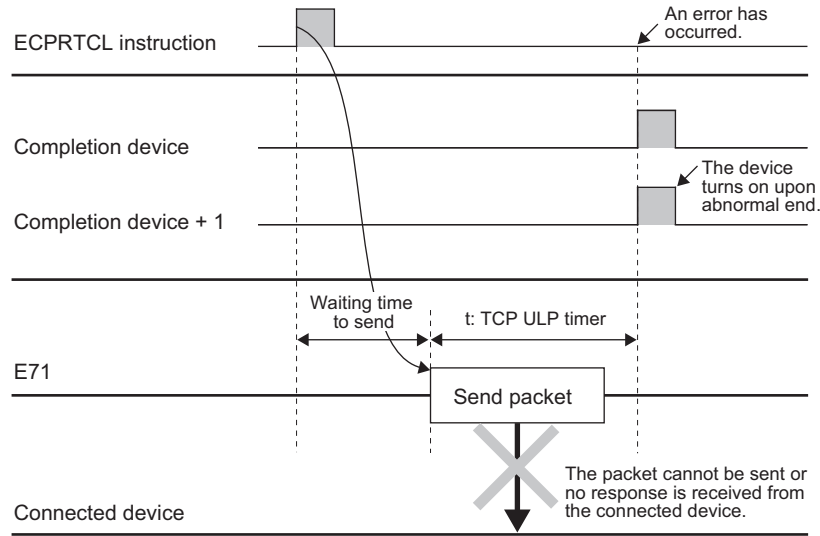 An error has
occurred.
ECPRTCL instruction
Completion device
The device
turns on upon
abnormal end.
Completion device + 1
Waiting time
to send
t: TCP ULP timer
E71
Send packet
The packet cannot be sent or
no response is received from
the connected device.
Connected device